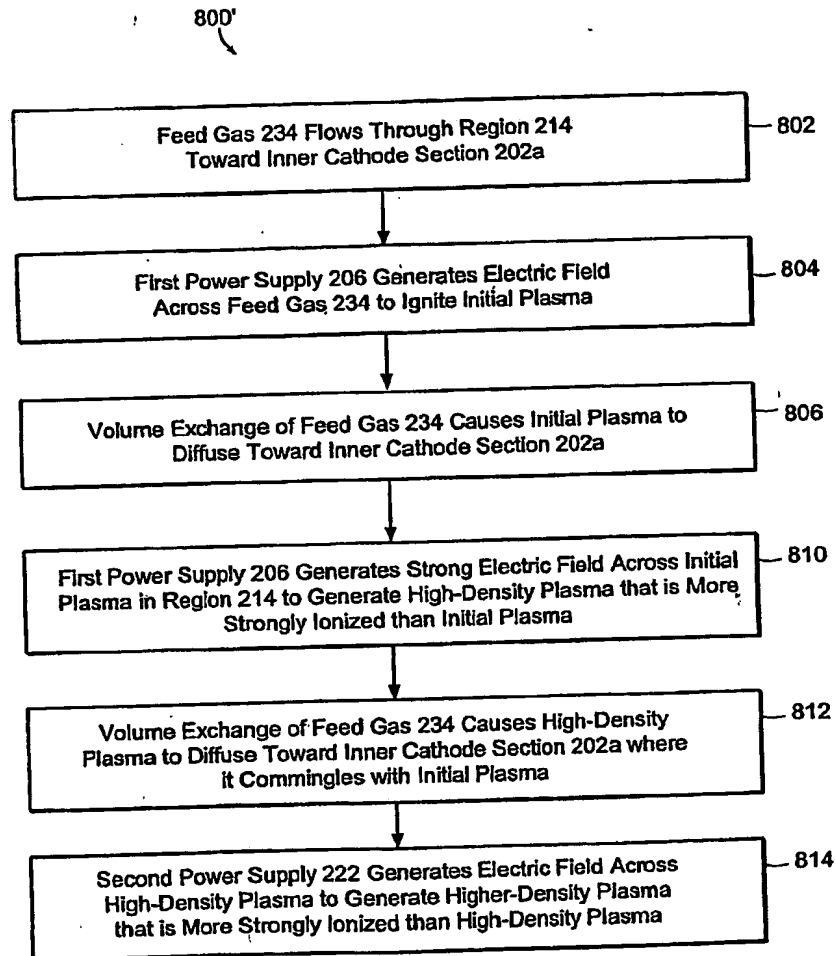 800'
Feed Gas 234 Flows Through Region 214
Toward Inner Cathode Section 202a
802
First Power Supply 206 Generates Electric Field
Across Feed Gas 234 to Ignite Initial Plasma
804
Volume Exchange of Feed Gas 234 Causes Initial Plasma to
Diffuse Toward Inner Cathode Section 202a
806
First Power Supply 206 Generates Strong Electric Field Across Initial
Plasma in Region 214 to Generate High-Density Plasma that is More
Strongly Ionized than Initial Plasma
810
Volume Exchange of Feed Gas 234 Causes High-Density
Plasma to Diffuse Toward Inner Cathode Section 202a where
it Commingles with Initial Plasma
812
Second Power Supply 222 Generates Electric Field Across
High-Density Plasma to Generate Higher-Density Plasma
that is More Strongly Ionized than High-Density Plasma
814